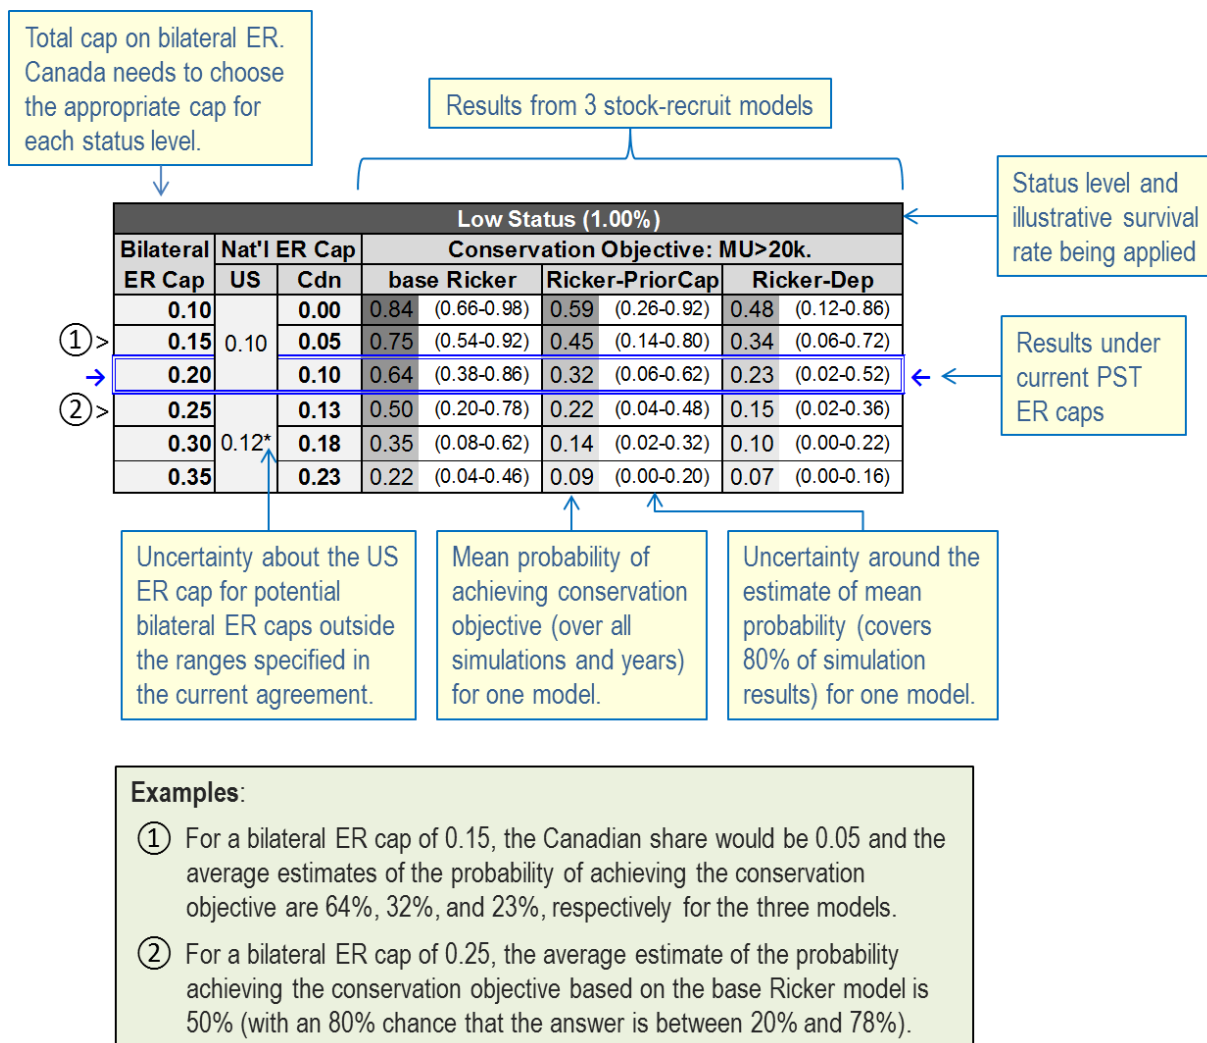 Total cap on bilateral ER.
Canada needs to choose
the appropriate cap for
each status level.
Results from 3 stock-recruit models
Status level and
illustrative survival
rate being applied
Low Status (1.00%)
Bilateral Nat'l ER Cap Conservation Objective: MU>20k.
ER Cap US Cdn base Ricker Ricker-PriorCap Ricker-Dep
0.10 0.00 0.84 (0.66-0.98) 0.59 (0.26-0.92) 0.48 (0.12-0.86)
1 > 0.15 0.10 0.05 0.75 (0.54-0.92) 0.45 (0.14-0.80) 0.34 (0.06-0.72)
→ 0.20 0.10 0.64 (0.38-0.86) 0.32 (0.06-0.62) 0.23 (0.02-0.52) ←
2 > 0.25 0.13 0.50 (0.20-0.78) 0.22 (0.04-0.48) 0.15 (0.02-0.36)
0.30 0.12* 0.18 0.35 (0.08-0.62) 0.14 (0.02-0.32) 0.10 (0.00-0.22)
0.35 0.23 0.22 (0.04-0.46) 0.09 (0.00-0.20) 0.07 (0.00-0.16)
Results under
current PST
ER caps
Uncertainty about the US
ER cap for potential
bilateral ER caps outside
the ranges specified in
the current agreement.
Mean probability of
achieving conservation
objective (over all
simulations and years)
for one model.
Uncertainty around the
estimate of mean
probability (covers
80% of simulation
results) for one model.
Examples:
1 For a bilateral ER cap of 0.15, the Canadian share would be 0.05 and the
average estimates of the probability of achieving the conservation
objective are 64%, 32%, and 23%, respectively for the three models.
2 For a bilateral ER cap of 0.25, the average estimate of the probability
achieving the conservation objective based on the base Ricker model is
50% (with an 80% chance that the answer is between 20% and 78%).